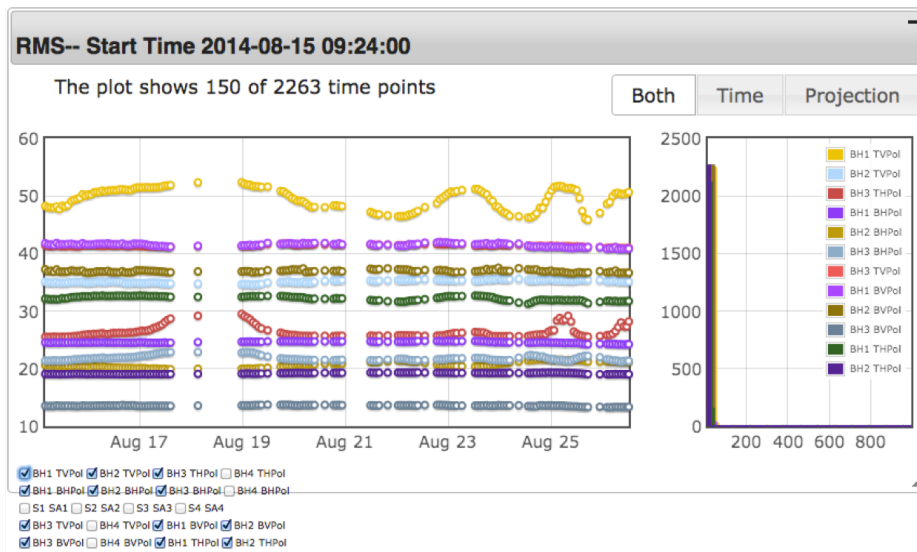 RMS-- Start Time 2014-08-15 09:24:00
The plot shows 150 of 2263 time points
Both Time Projection
60
50
40
30
20
10
Aug 17 Aug 19 Aug 21 Aug 23 Aug 25
2500
2000
1500
1000
500
0
200 400 600 800
BH1 TVPol
BH2 TVPol
BH3 THPol
BH1 BHPol
BH2 BHPol
BH3 BHPol
BH3 TVPol
BH1 BVPol
BH2 BVPol
BH3 BVPol
BH1 THPol
BH2 THPol
BH1 TVPol BH2 TVPol BH3 THPol BH4 THPol
BH1 BHPol BH2 BHPol BH3 BHPol BH4 BHPol
S1 SA1 S2 SA2 S3 SA3 S4 SA4
BH3 TVPol BH4 TVPol BH1 BVPol BH2 BVPol
BH3 BVPol BH4 BVPol BH1 THPol BH2 THPol